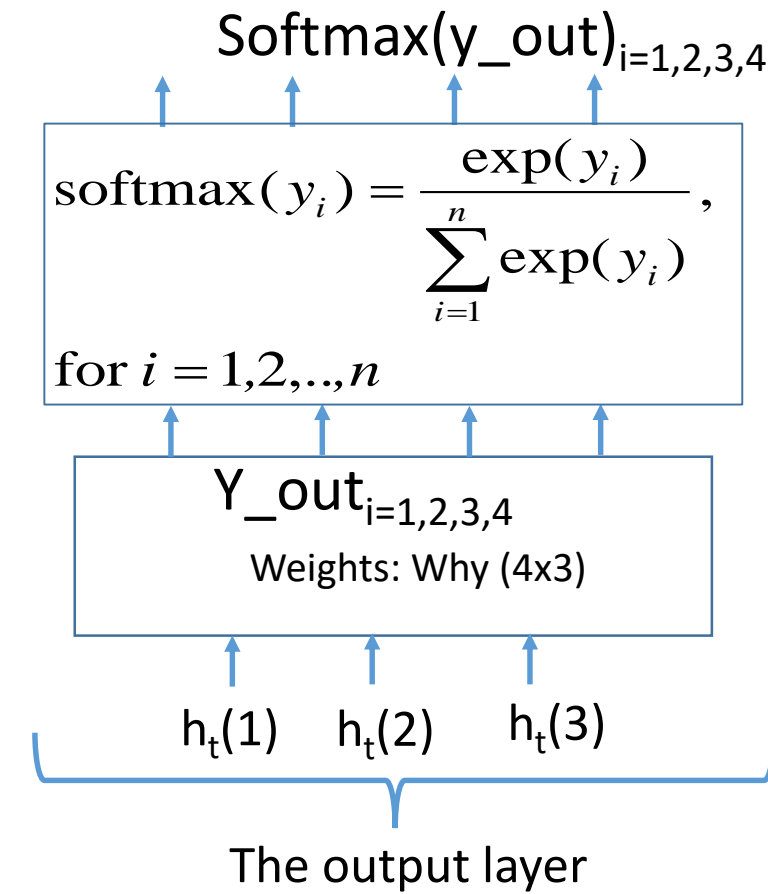 Softmax(y_out)i=1,2,3,4
softmax(yᵢ) = exp(yᵢ) / ∑ⁿᵢ₌₁ exp(yᵢ) ,
for i = 1,2,..,n
Y_outi=1,2,3,4
Weights: Why (4x3)
hₜ(1) hₜ(2) hₜ(3)
The output layer